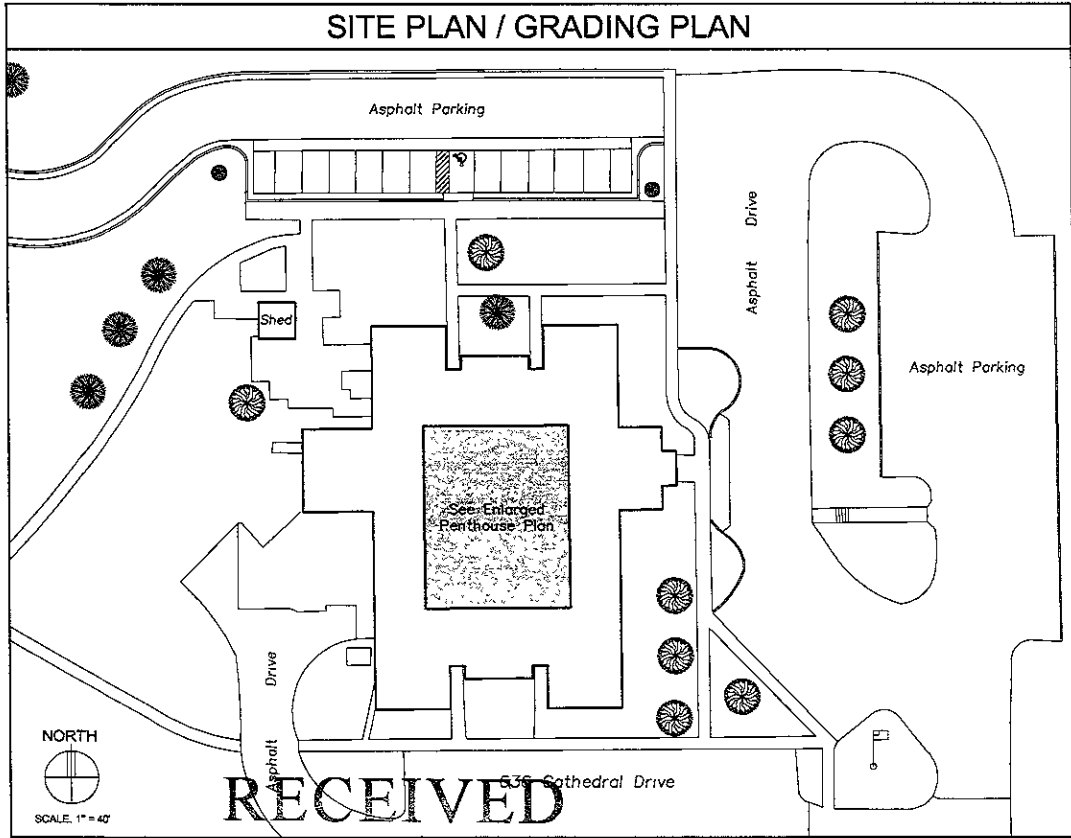 SITE PLAN / GRADING PLAN
Asphalt Parking
Asphalt Drive
Shed
Asphalt Parking
See Enlarged
Penthouse Plan
Asphalt Drive
NORTH
SCALE, 1" = 40'
RECEIVED
Cathedral Drive